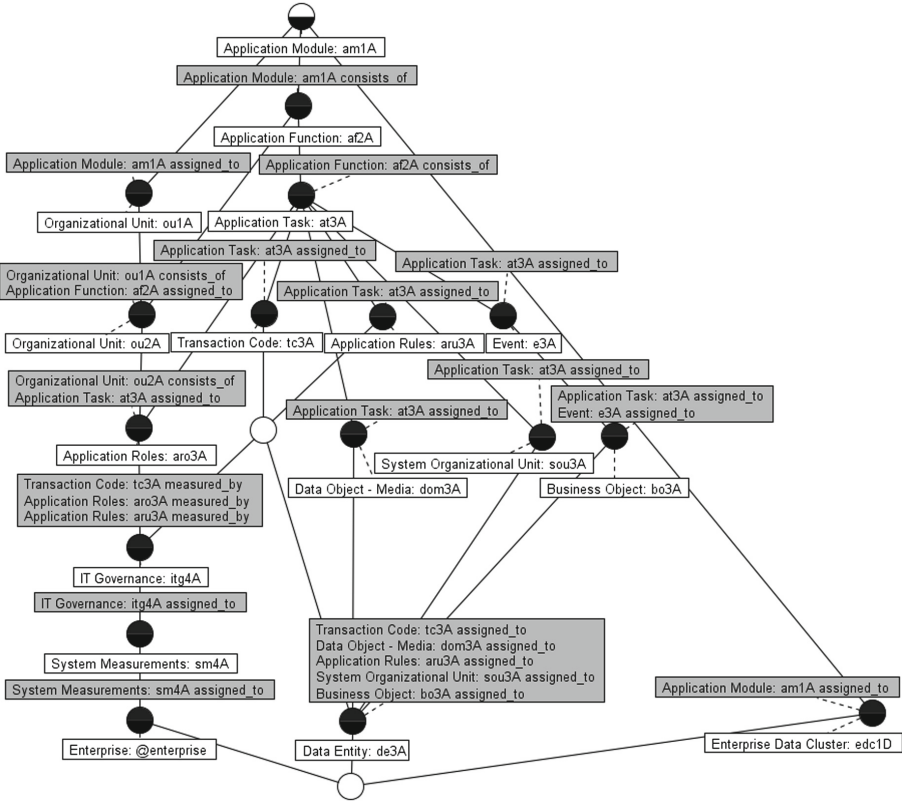 Application Module: am1A
Application Module: am1A consists_of
Application Function: af2A
Application Module: am1A assigned_to
Application Function: af2A consists_of
Organizational Unit: ou1A
Application Task: at3A
Application Task: at3A assigned_to
Application Task: at3A assigned_to
Organizational Unit: ou1A consists_of
Application Function: af2A assigned_to
Application Task: at3A assigned_to
Organizational Unit: ou2A
Transaction Code: tc3A
Application Rules: aru3A
Event: e3A
Application Task: at3A assigned_to
Organizational Unit: ou2A consists_of
Application Task: at3A assigned_to
Application Task: at3A assigned_to
Event: e3A assigned_to
Application Task: at3A assigned_to
Application Roles: aro3A
System Organizational Unit: sou3A
Transaction Code: tc3A measured_by
Application Roles: aro3A measured_by
Application Rules: aru3A measured_by
Data Object - Media: dom3A
Business Object: bo3A
IT Governance: itg4A
IT Governance: itg4A assigned_to
Transaction Code: tc3A assigned_to
Data Object - Media: dom3A assigned_to
Application Rules: aru3A assigned_to
System Organizational Unit: sou3A assigned_to
Business Object: bo3A assigned_to
System Measurements: sm4A
System Measurements: sm4A assigned_to
Application Module: am1A assigned_to
Enterprise: @enterprise
Data Entity: de3A
Enterprise Data Cluster: edc1D